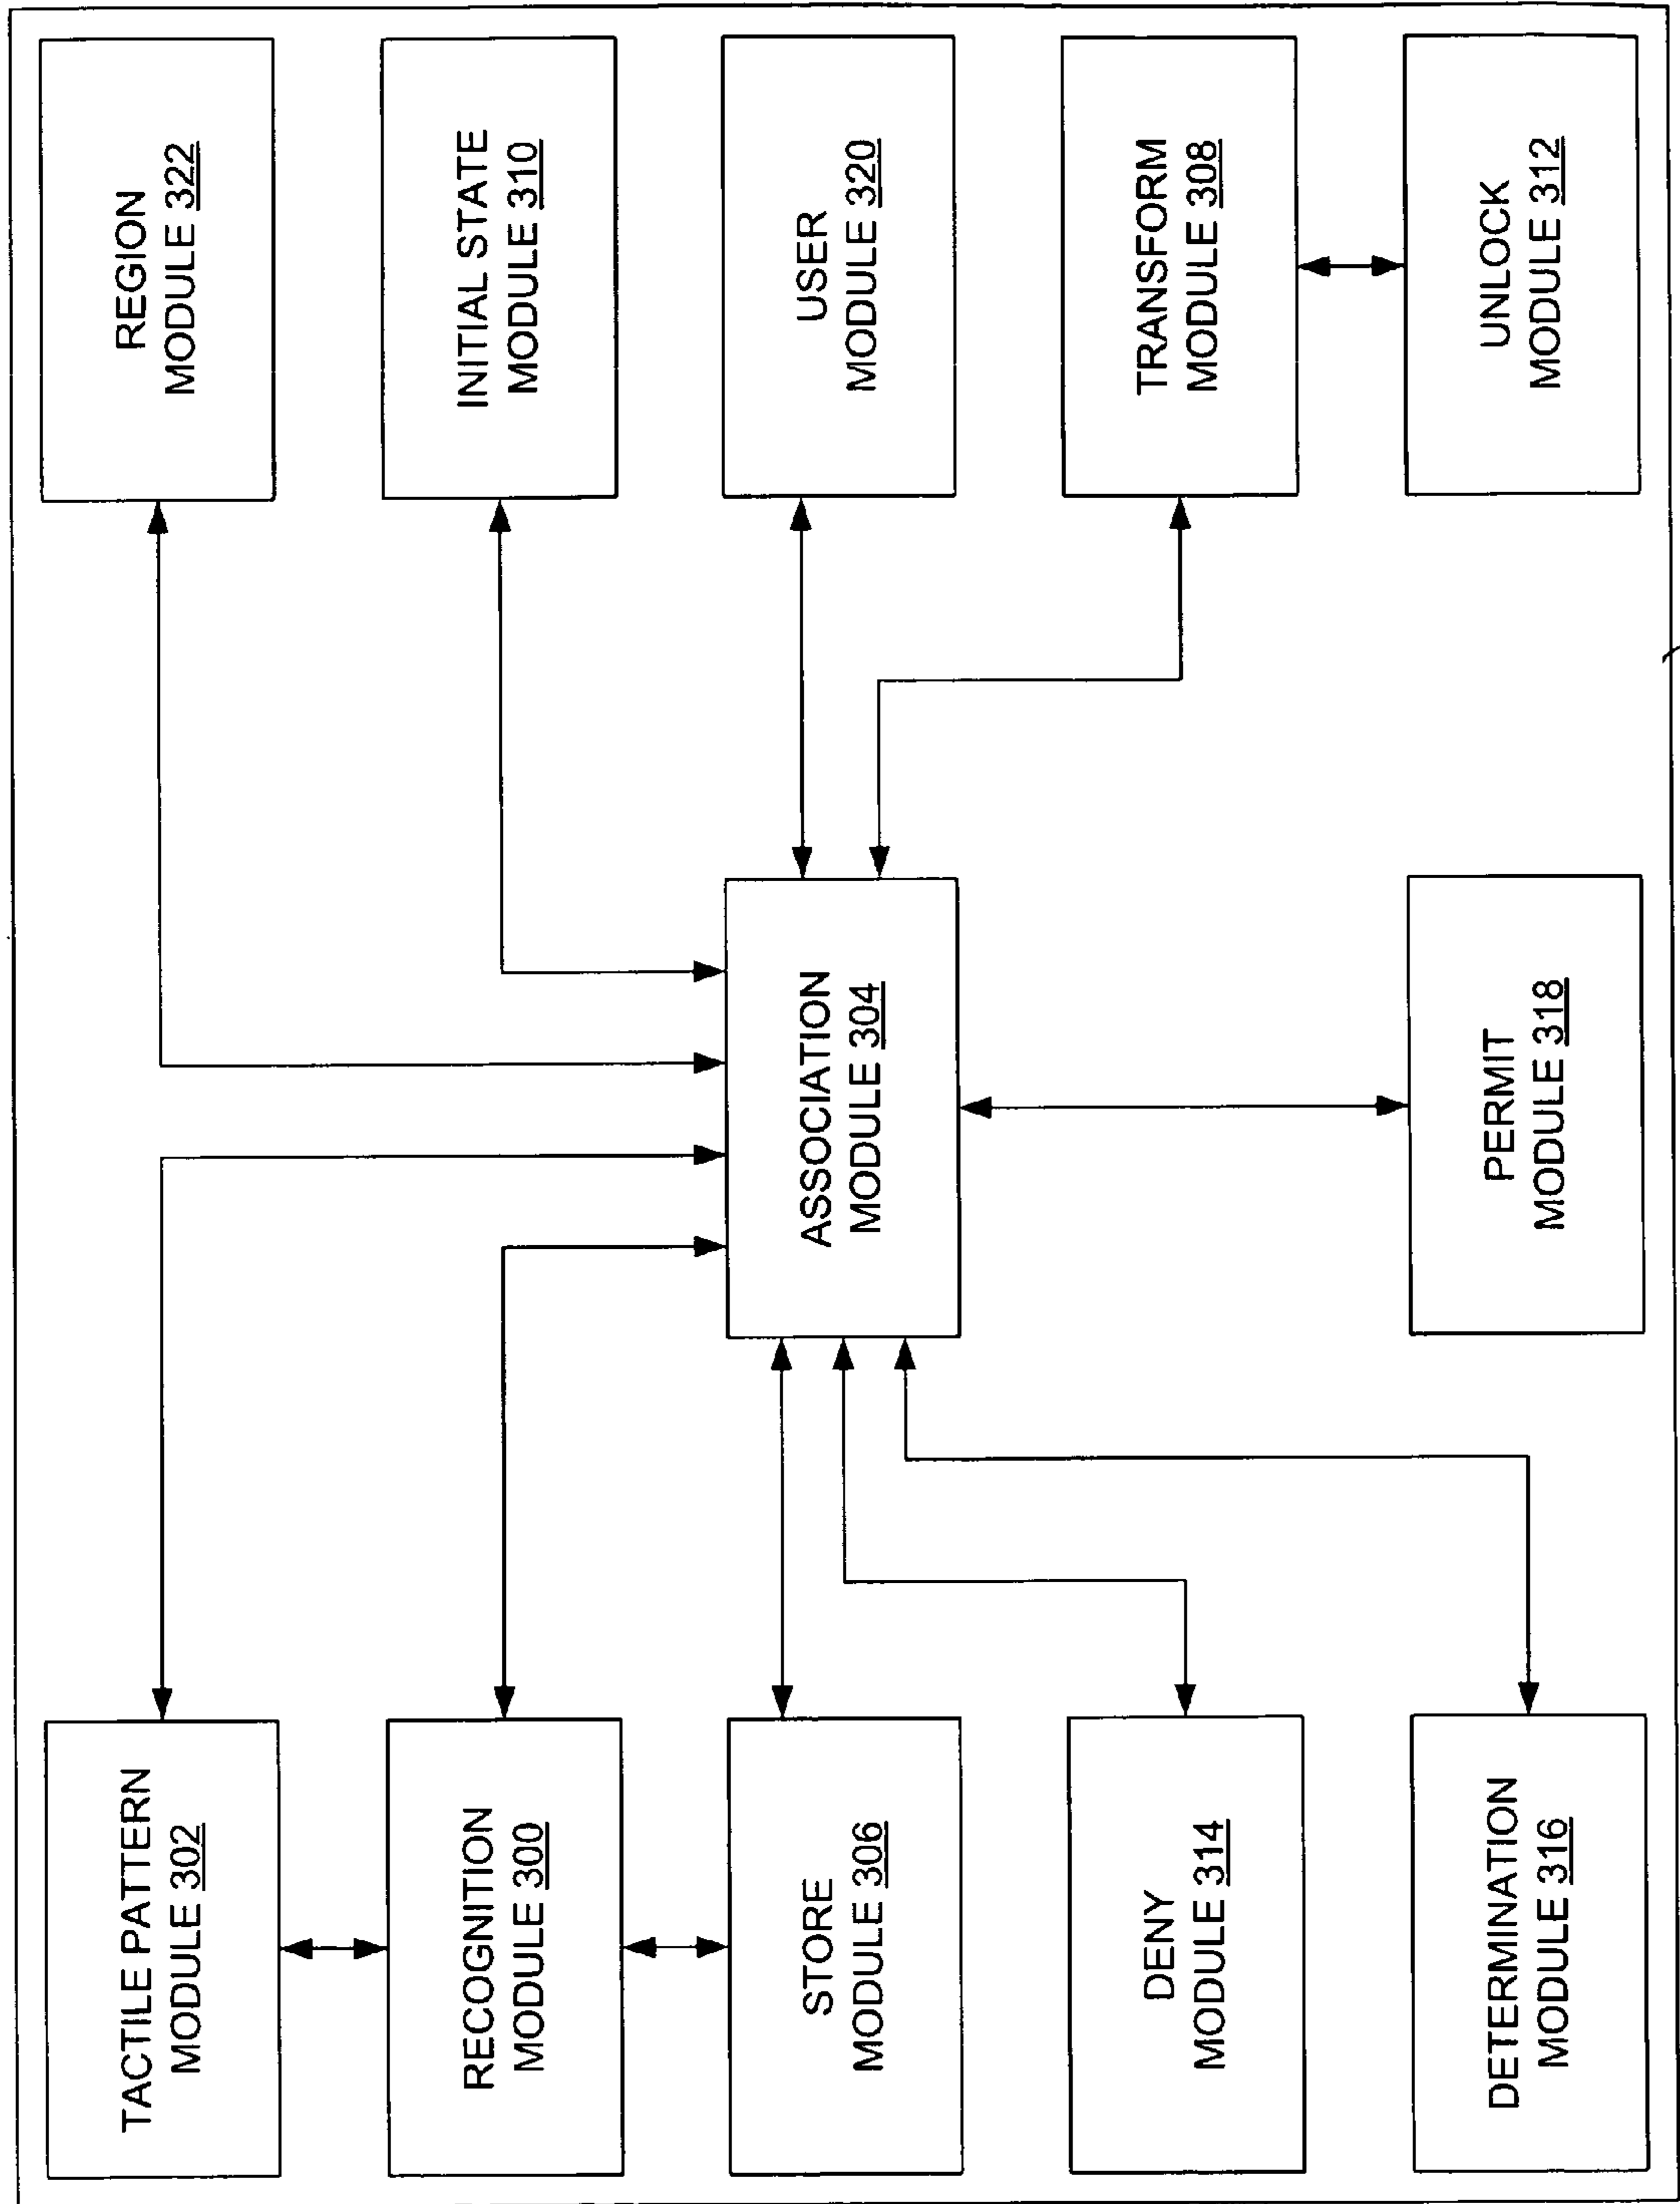 TACTILE PATTERN
MODULE 302
RECOGNITION
MODULE 300
STORE
MODULE 306
DENY
MODULE 314
DETERMINATION
MODULE 316
ASSOCIATION
MODULE 304
PERMIT
MODULE 318
REGION
MODULE 322
INITIAL STATE
MODULE 310
USER
MODULE 320
TRANSFORM
MODULE 308
UNLOCK
MODULE 312